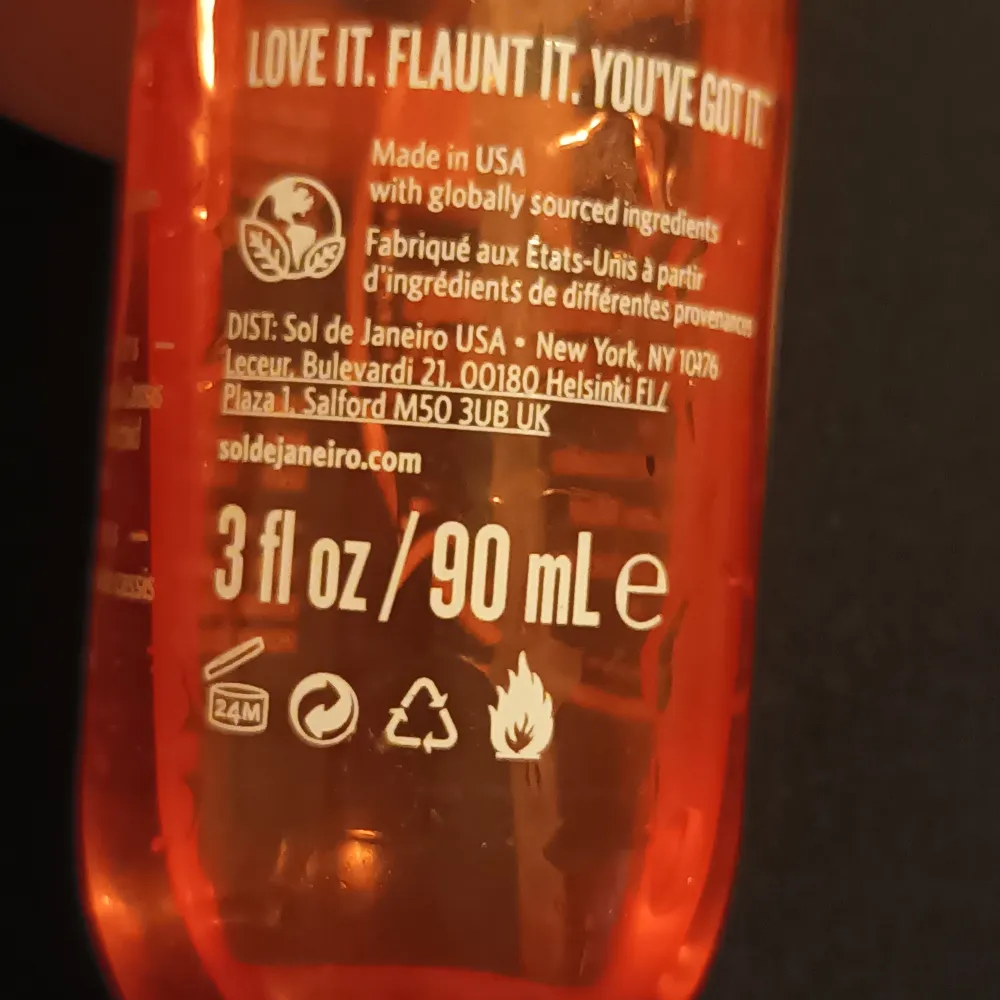 LOVE IT. FLAUNT IT. YOU'VE GOT IT.™
Made in USA
with globally sourced ingredients
Fabriqué aux États-Unis à partir
d'ingrédients de différentes provenances
DIST: Sol de Janeiro USA • New York, NY
Leceur, Bulevardi 21, 00180 Helsinki FI /
Plaza 1, Salford M50 3UB UK
soldejaneiro.com
3 fl oz / 90 mL e
24M